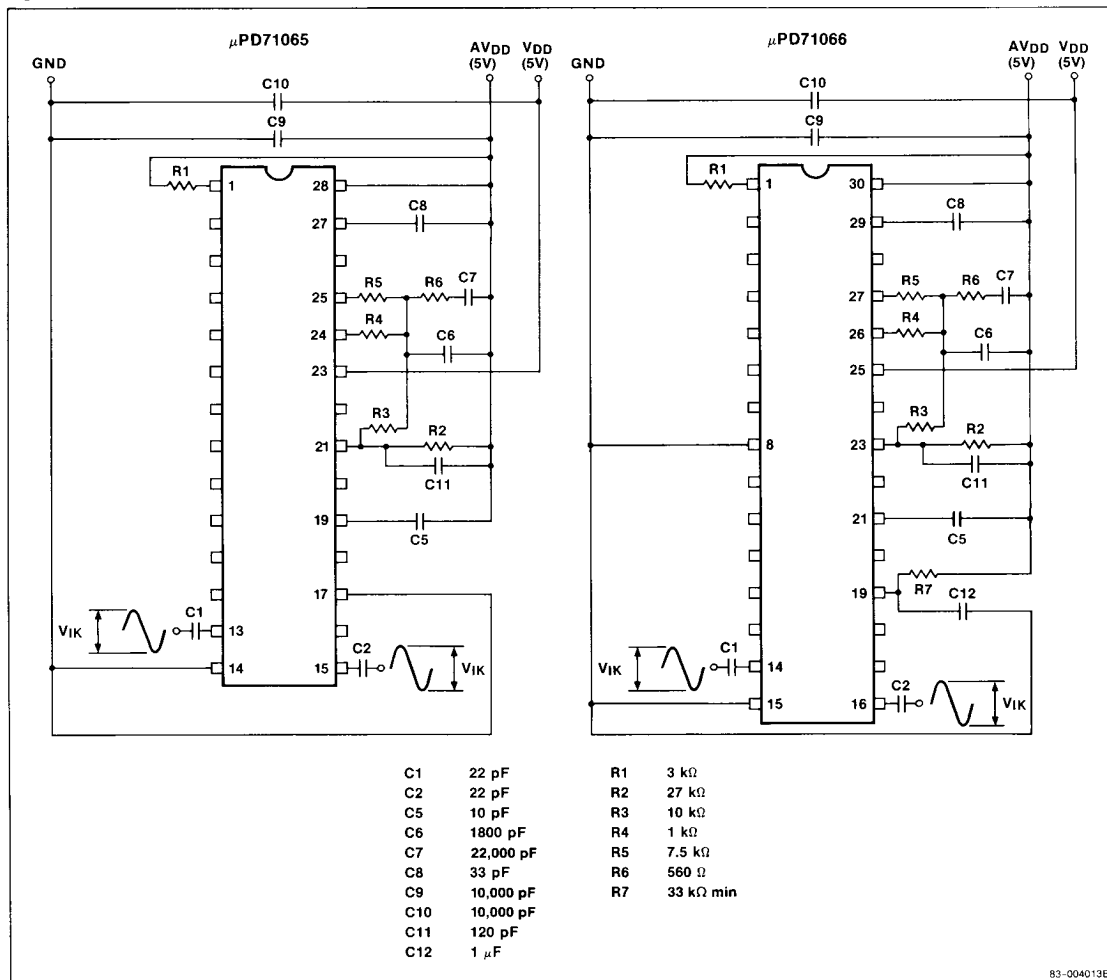 μPD71065
GND
AVDD
(5V)
VDD
(5V)
C10
C9
R1
1
28
C8
27
C7
R5
R6
25
R4
24
C6
23
R3
R2
21
C11
19
C5
17
C1
VIK
13
C2
VIK
14
15
μPD71066
GND
AVDD
(5V)
VDD
(5V)
C10
C9
R1
1
30
C8
29
C7
R5
R6
27
R4
26
C6
25
R3
R2
8
23
C11
21
C5
19
R7
C12
C1
VIK
14
C2
VIK
15
16
C1 22 pF
C2 22 pF
C5 10 pF
C6 1800 pF
C7 22,000 pF
C8 33 pF
C9 10,000 pF
C10 10,000 pF
C11 120 pF
C12 1 μF
R1 3 kΩ
R2 27 kΩ
R3 10 kΩ
R4 1 kΩ
R5 7.5 kΩ
R6 560 Ω
R7 33 kΩ min
83-004013E